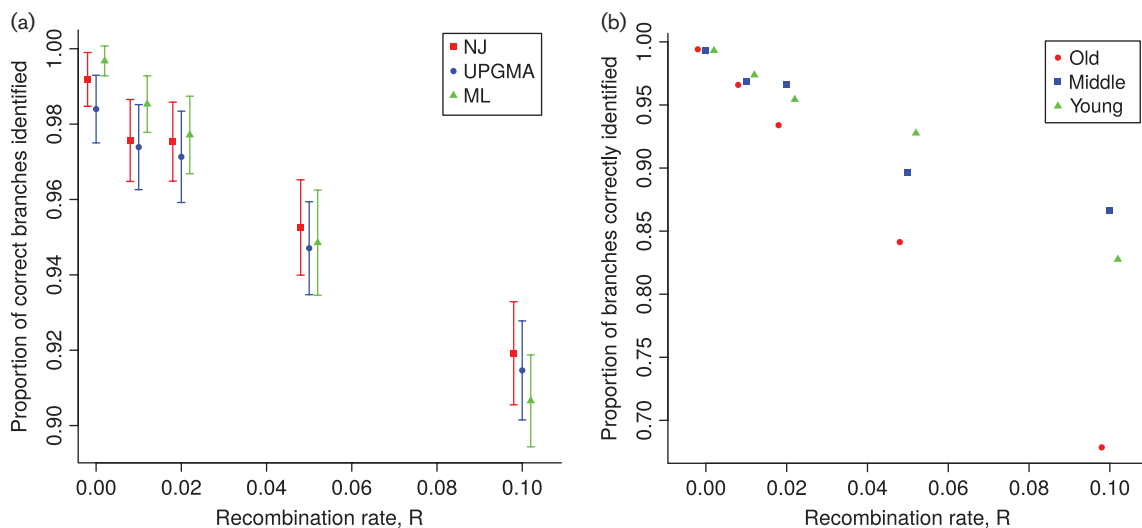 (a)
Proportion of correct branches identified
1.00
0.98
0.96
0.94
0.92
0.90
NJ
UPGMA
ML
0.00
0.02
0.04
0.06
0.08
0.10
Recombination rate, R
(b)
Proportion of branches correctly identified
1.00
0.95
0.90
0.85
0.80
0.75
0.70
Old
Middle
Young
0.00
0.02
0.04
0.06
0.08
0.10
Recombination rate, R